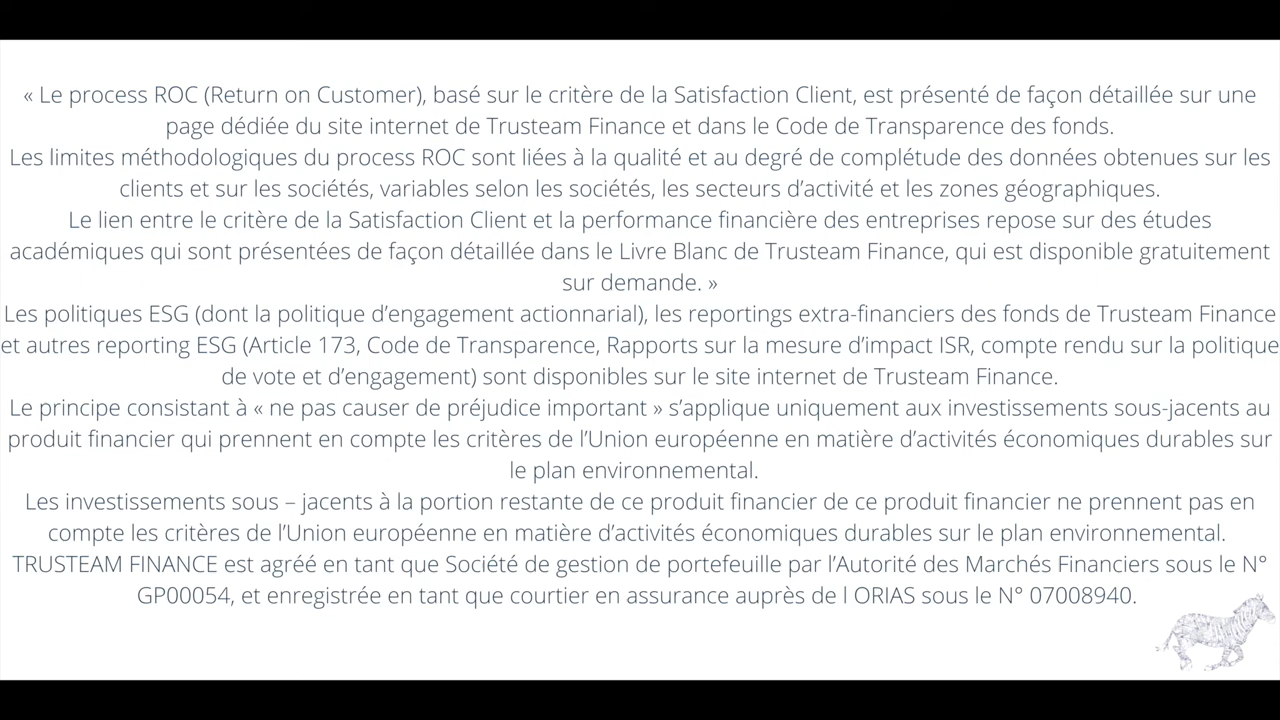 « Le process ROC (Return on Customer), basé sur le critère de la Satisfaction Client, est présenté de façon détaillée sur une
page dédiée du site internet de Trusteam Finance et dans le Code de Transparence des fonds.
Les limites méthodologiques du process ROC sont liées à la qualité et au degré de complétude des données obtenues sur les
clients et sur les sociétés, variables selon les sociétés, les secteurs d’activité et les zones géographiques.
Le lien entre le critère de la Satisfaction Client et la performance financière des entreprises repose sur des études
académiques qui sont présentées de façon détaillée dans le Livre Blanc de Trusteam Finance, qui est disponible gratuitement
sur demande. »
Les politiques ESG (dont la politique d’engagement actionnarial), les reportings extra-financiers des fonds de Trusteam Finance
et autres reporting ESG (Article 173, Code de Transparence, Rapports sur la mesure d’impact ISR, compte rendu sur la politique
de vote et d’engagement) sont disponibles sur le site internet de Trusteam Finance.
Le principe consistant à « ne pas causer de préjudice important » s’applique uniquement aux investissements sous-jacents au
produit financier qui prennent en compte les critères de l’Union européenne en matière d’activités économiques durables sur
le plan environnemental.
Les investissements sous – jacents à la portion restante de ce produit financier de ce produit financier ne prennent pas en
compte les critères de l’Union européenne en matière d’activités économiques durables sur le plan environnemental.
TRUSTEAM FINANCE est agréé en tant que Société de gestion de portefeuille par l’Autorité des Marchés Financiers sous le N°
GP00054, et enregistrée en tant que courtier en assurance auprès de l ORIAS sous le N° 07008940.